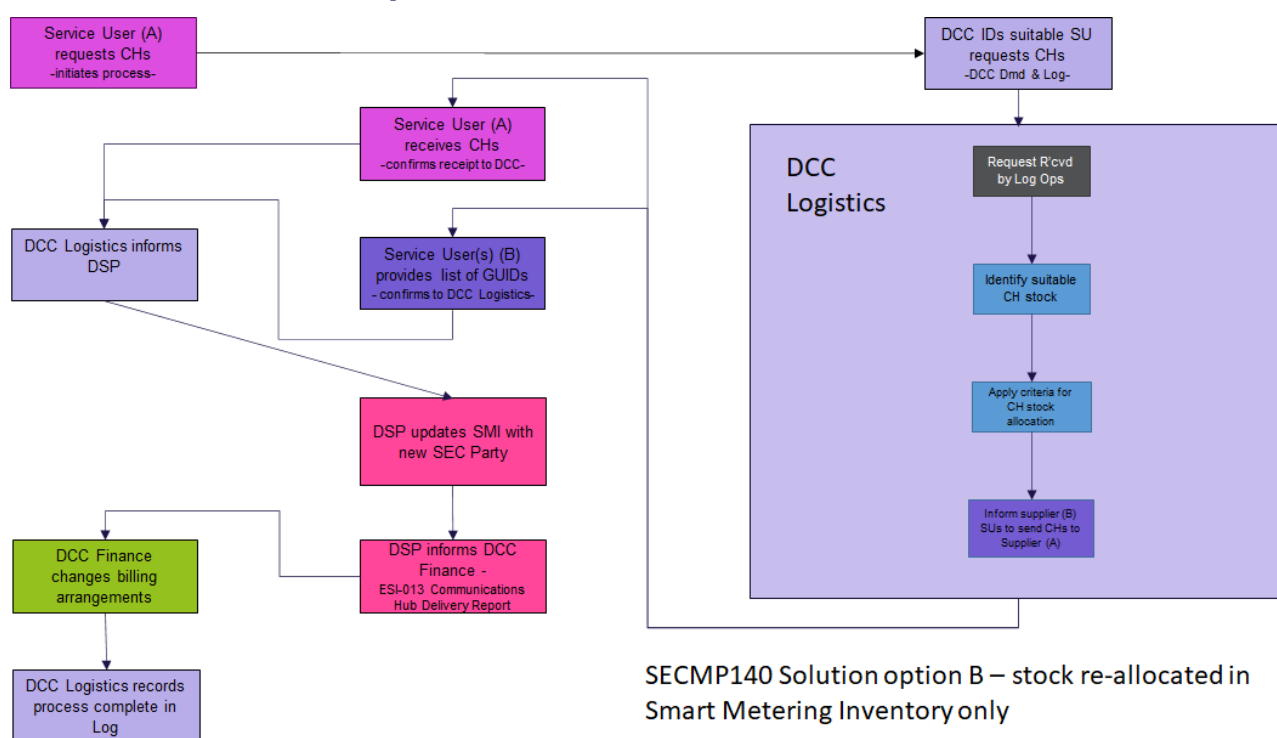 Service User (A)
requests CHs
-initiates process-
DCC IDs suitable SU
requests CHs
-DCC Dmd & Log-
Service User (A)
receives CHs
-confirms receipt to DCC-
DCC
Logistics
Request R'cvd
by Log Ops
DCC Logistics informs
DSP
Service User(s) (B)
provides list of GUIDs
- confirms to DCC Logistics-
Identify suitable
CH stock
Apply criteria for
CH stock
allocation
DSP updates SMI with
new SEC Party
Inform supplier (B)
SUs to send CHs to
Supplier (A)
DCC Finance
changes billing
arrangements
DSP informs DCC
Finance -
ESI-013 Communications
Hub Delivery Report
DCC Logistics records
process complete in
Log
SECMP140 Solution option B – stock re-allocated in
Smart Metering Inventory only